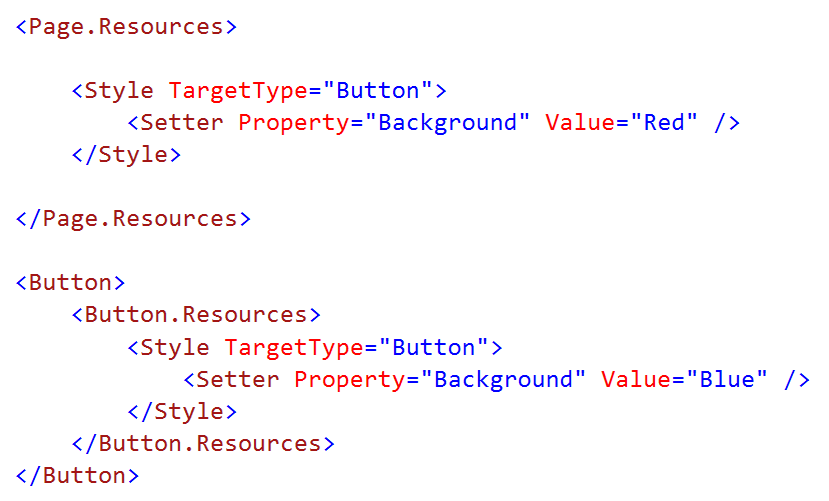 <Page.Resources>
    <Style TargetType="Button">
        <Setter Property="Background" Value="Red" />
    </Style>
</Page.Resources>
<Button>
    <Button.Resources>
        <Style TargetType="Button">
            <Setter Property="Background" Value="Blue" />
        </Style>
    </Button.Resources>
</Button>